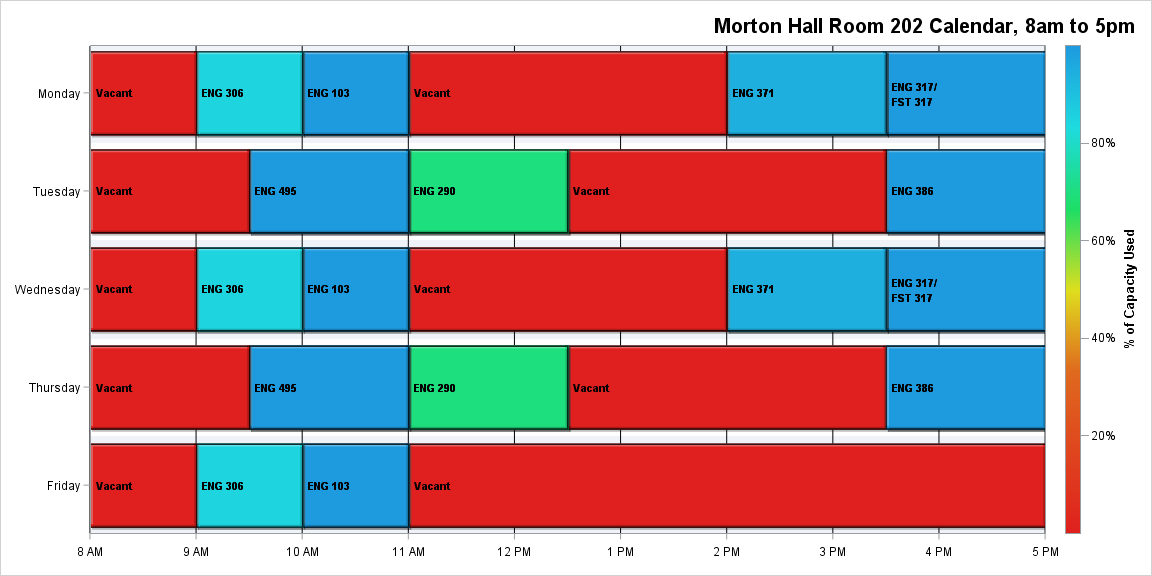 Morton Hall Room 202 Calendar, 8am to 5pm
Monday
Vacant
ENG 306
ENG 103
Vacant
ENG 371
ENG 317/
FST 317
Tuesday
Vacant
ENG 495
ENG 290
Vacant
ENG 386
Wednesday
Vacant
ENG 306
ENG 103
Vacant
ENG 371
ENG 317/
FST 317
Thursday
Vacant
ENG 495
ENG 290
Vacant
ENG 386
Friday
Vacant
ENG 306
ENG 103
Vacant
8 AM
9 AM
10 AM
11 AM
12 PM
1 PM
2 PM
3 PM
4 PM
5 PM
80%
60%
40%
20%
% of Capacity Used